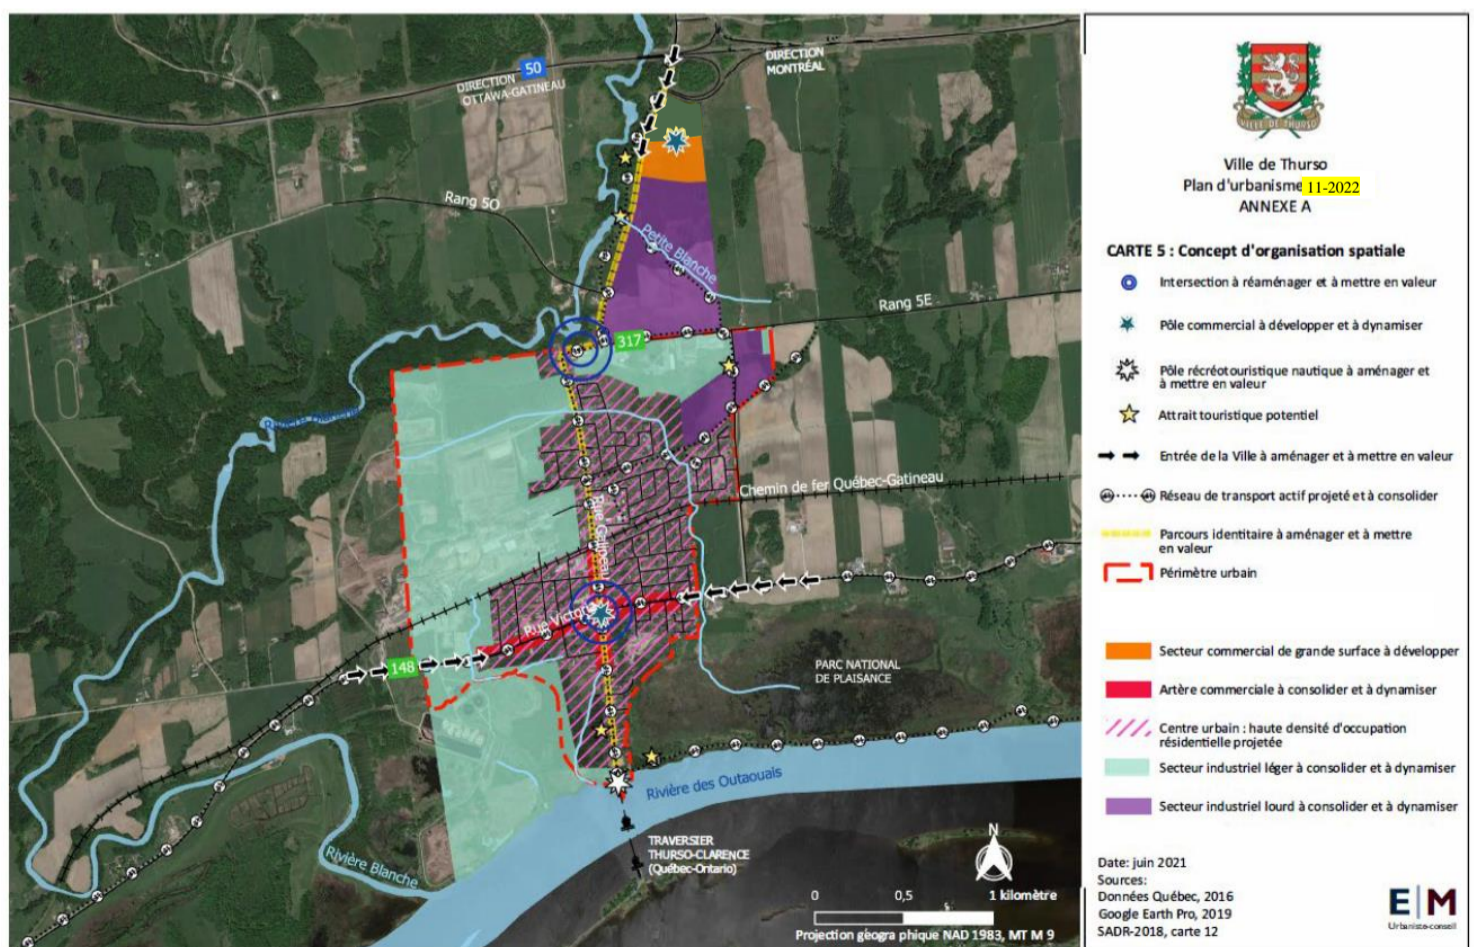 DIRECTION
MONTRÉAL
50
DIRECTION
OTTAWA-GATINEAU
Rang 5O
Petite Blanche
Rang 5E
317
Rivière Blanche
Chemin de fer Québec-Gatineau
Rue Galipeau
Rue Victoria
148
PARC NATIONAL
DE PLAISANCE
Rivière des Outaouais
Rivière Blanche
TRAVERSIER
THURSO-CLARENCE
(Québec-Ontario)
N
0 0,5 1 kilomètre
Projection géographique NAD 1983, MT M 9
VILLE DE THURSO
Ville de Thurso
Plan d'urbanisme 11-2022
ANNEXE A
CARTE 5 : Concept d'organisation spatiale
Intersection à réaménager et à mettre en valeur
Pôle commercial à développer et à dynamiser
Pôle récréotouristique nautique à aménager et
à mettre en valeur
Attrait touristique potentiel
Entrée de la Ville à aménager et à mettre en valeur
Réseau de transport actif projeté et à consolider
Parcours identitaire à aménager et à mettre
en valeur
Périmètre urbain
Secteur commercial de grande surface à développer
Artère commerciale à consolider et à dynamiser
Centre urbain : haute densité d'occupation
résidentielle projetée
Secteur industriel léger à consolider et à dynamiser
Secteur industriel lourd à consolider et à dynamiser
Date: juin 2021
Sources:
Données Québec, 2016
Google Earth Pro, 2019
SADR-2018, carte 12
E|M
Urbaniste-conseil